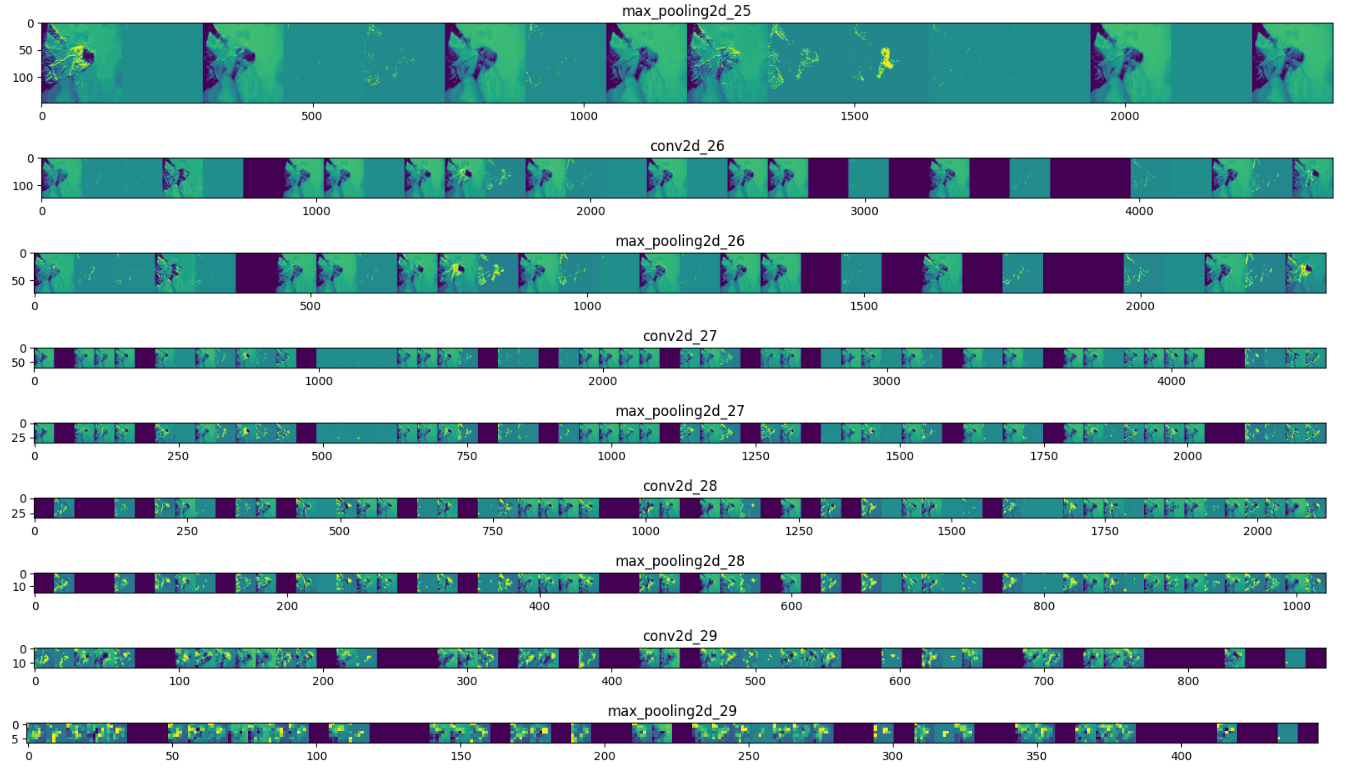 max_pooling2d_25
0
50
100
0 500 1000 1500 2000
conv2d_26
0
100
0 1000 2000 3000 4000
max_pooling2d_26
0
50
0 500 1000 1500 2000
conv2d_27
0
50
0 1000 2000 3000 4000
max_pooling2d_27
0
25
0 250 500 750 1000 1250 1500 1750 2000
conv2d_28
0
25
0 250 500 750 1000 1250 1500 1750 2000
max_pooling2d_28
0
10
0 200 400 600 800 1000
conv2d_29
0
10
0 100 200 300 400 500 600 700 800
max_pooling2d_29
0
5
0 50 100 150 200 250 300 350 400